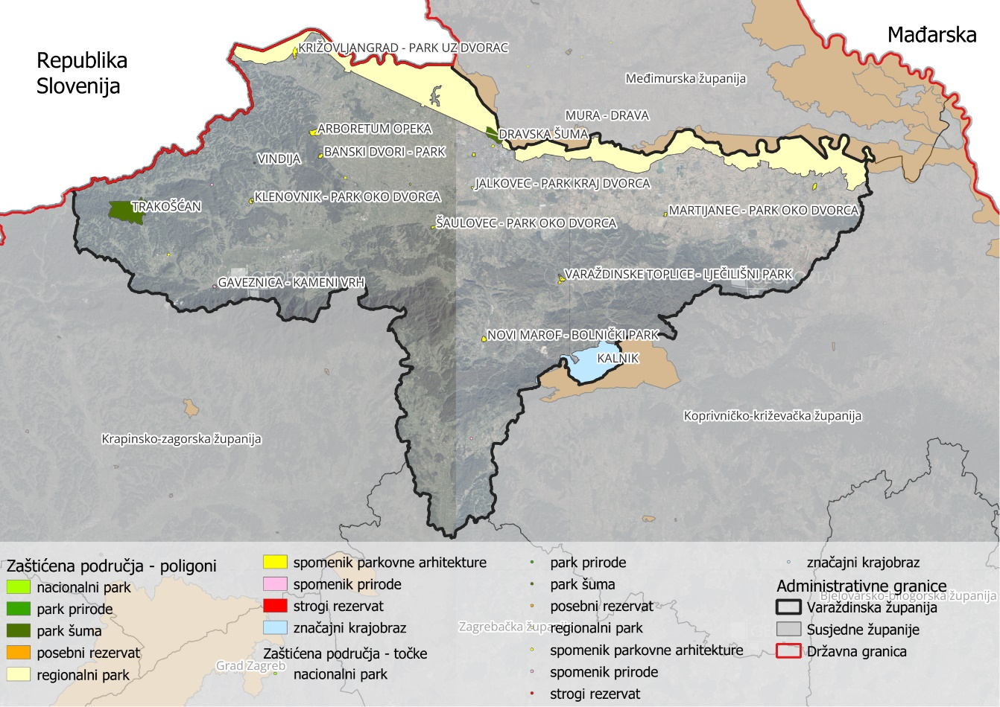 Republika
Slovenija
Mađarska
KRIŽOVLJANGRAD - PARK UZ DVORAC
Međimurska županija
MURA - DRAVA
ARBORETUM OPEKA
DRAVSKA ŠUMA
BANSKI DVORI - PARK
VINDIJA
JALKOVEC - PARK KRAJ DVORCA
KLENOVNIK - PARK OKO DVORCA
TRAKOŠĆAN
MARTIJANEC - PARK OKO DVORCA
ŠAULOVEC - PARK OKO DVORCA
VARAŽDINSKE TOPLICE - LJEČILIŠNI PARK
GAVEZNICA - KAMENI VRH
NOVI MAROF - BOLNIČKI PARK
KALNIK
Koprivničko-križevačka županija
Krapinsko-zagorska županija
Zaštićena područja - poligoni
nacionalni park
park prirode
park šuma
posebni rezervat
regionalni park
spomenik parkovne arhitekture
spomenik prirode
strogi rezervat
značajni krajobraz
Zaštićena područja - točke
nacionalni park
Grad Zagreb
park prirode
park šuma
posebni rezervat
Zagrebačka županija
regionalni park
spomenik parkovne arhitekture
spomenik prirode
strogi rezervat
značajni krajobraz
Administrativne granice
Bjelovarsko-bilogorska županija
Varaždinska županija
Susjedne županije
Državna granica